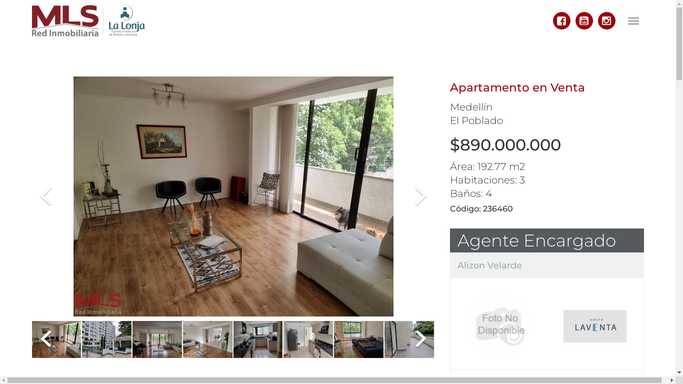 MLS
Red Inmobiliaria
La Lonja
Apartamento en Venta
Medellín
El Poblado
$890.000.000
Área: 192.77 m2
Habitaciones: 3
Baños: 4
Código: 236460
Agente Encargado
Alizon Velarde
MLS
Red Inmobiliaria
Foto No
Disponible
LAVENTA